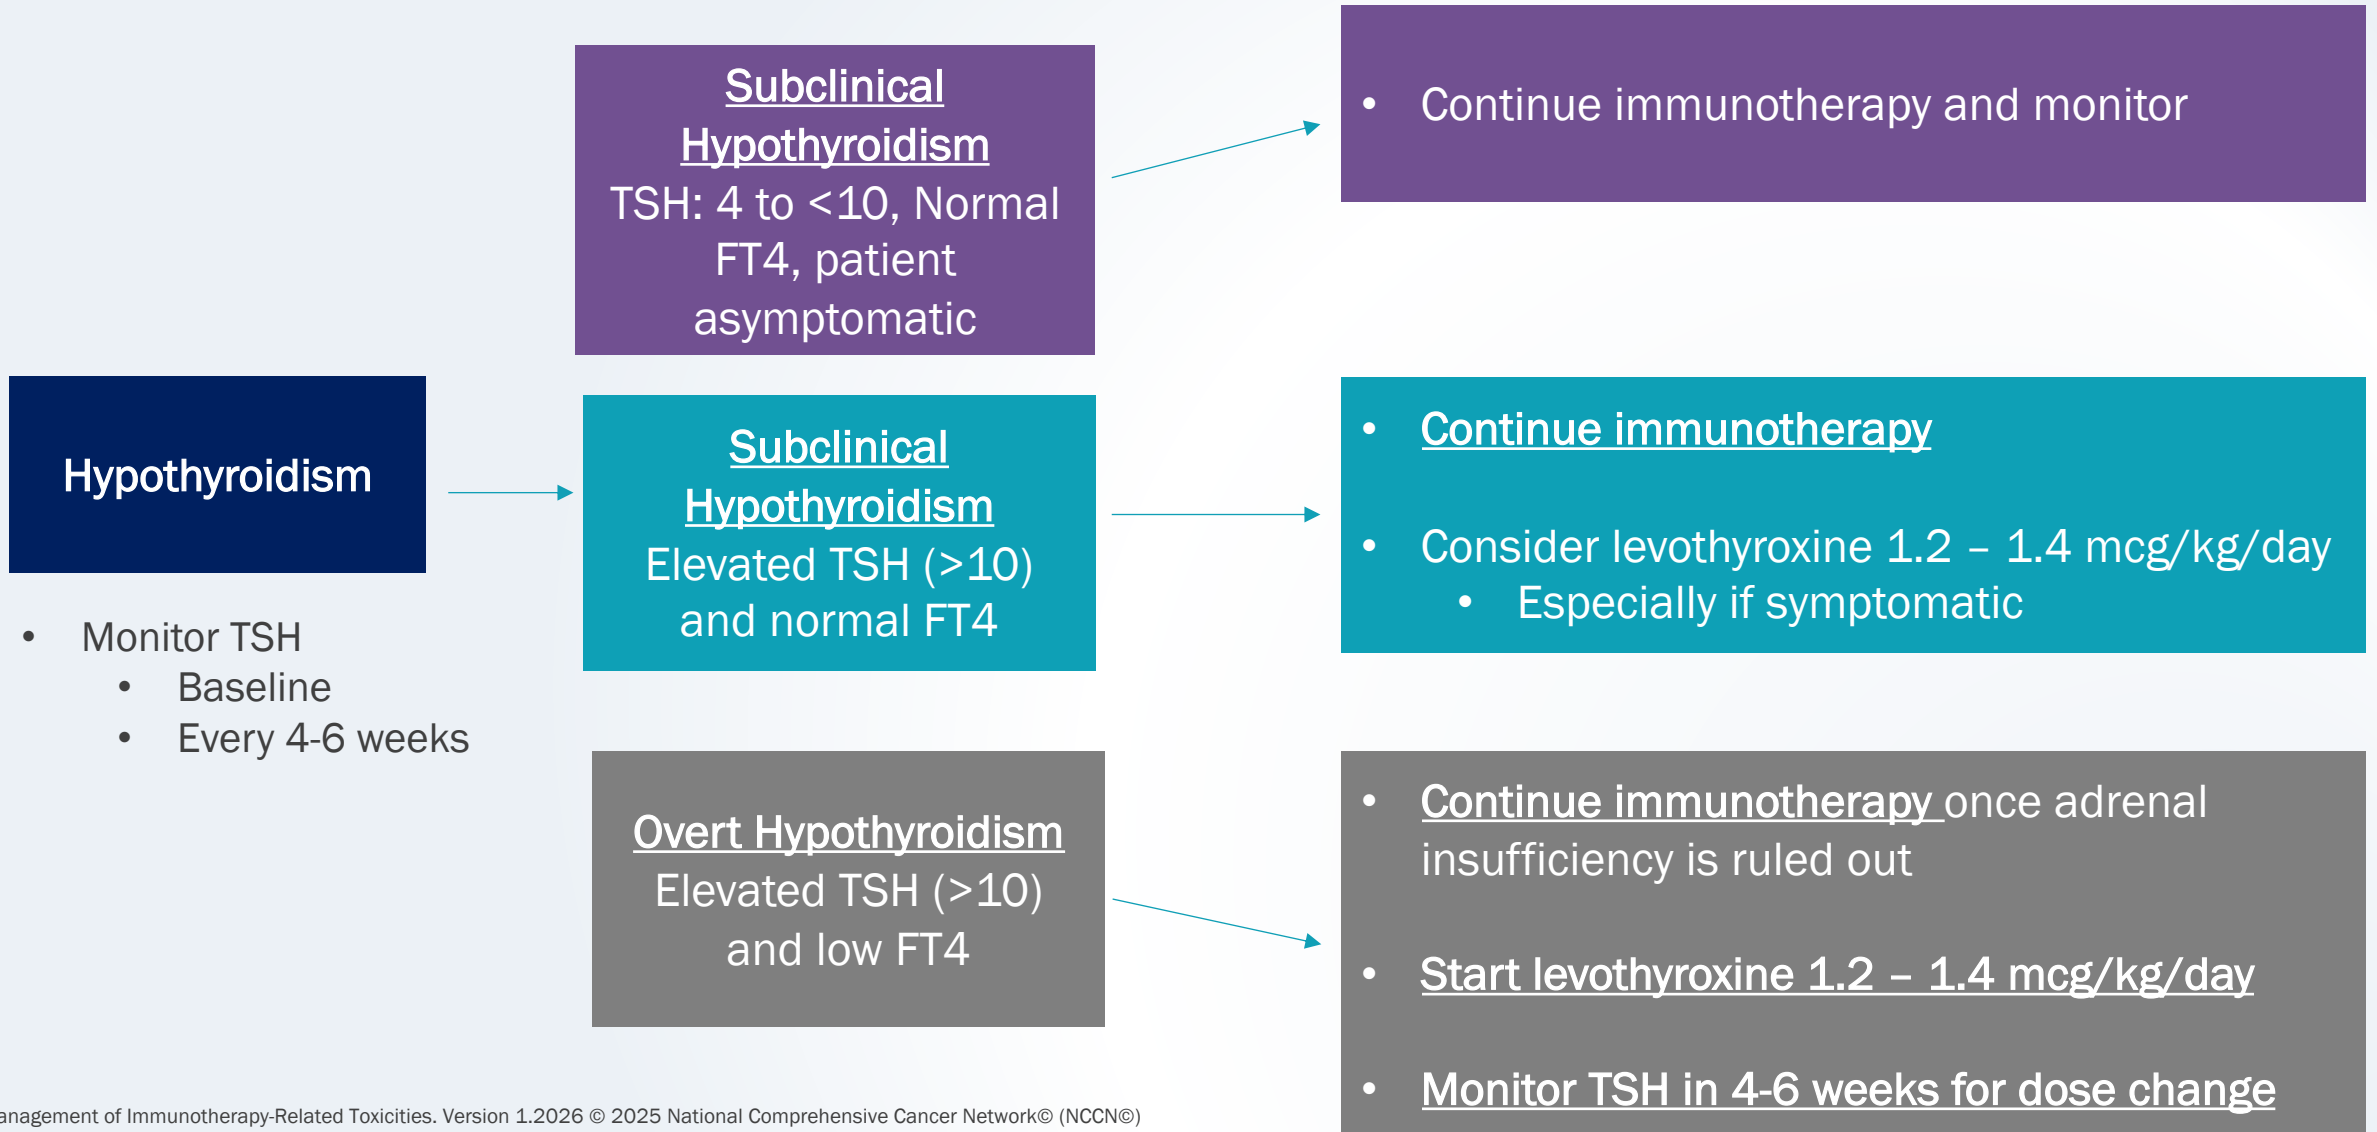 Hypothyroidism
• Monitor TSH
• Baseline
• Every 4-6 weeks
Subclinical
Hypothyroidism
TSH: 4 to <10, Normal
FT4, patient
asymptomatic
• Continue immunotherapy and monitor
Subclinical
Hypothyroidism
Elevated TSH (>10)
and normal FT4
• Continue immunotherapy
• Consider levothyroxine 1.2 – 1.4 mcg/kg/day
• Especially if symptomatic
Overt Hypothyroidism
Elevated TSH (>10)
and low FT4
• Continue immunotherapy once adrenal
insufficiency is ruled out
• Start levothyroxine 1.2 – 1.4 mcg/kg/day
• Monitor TSH in 4-6 weeks for dose change
of Immunotherapy-Related Toxicities. Version 1.2026 © 2025 National Comprehensive Cancer Network© (NCCN©)